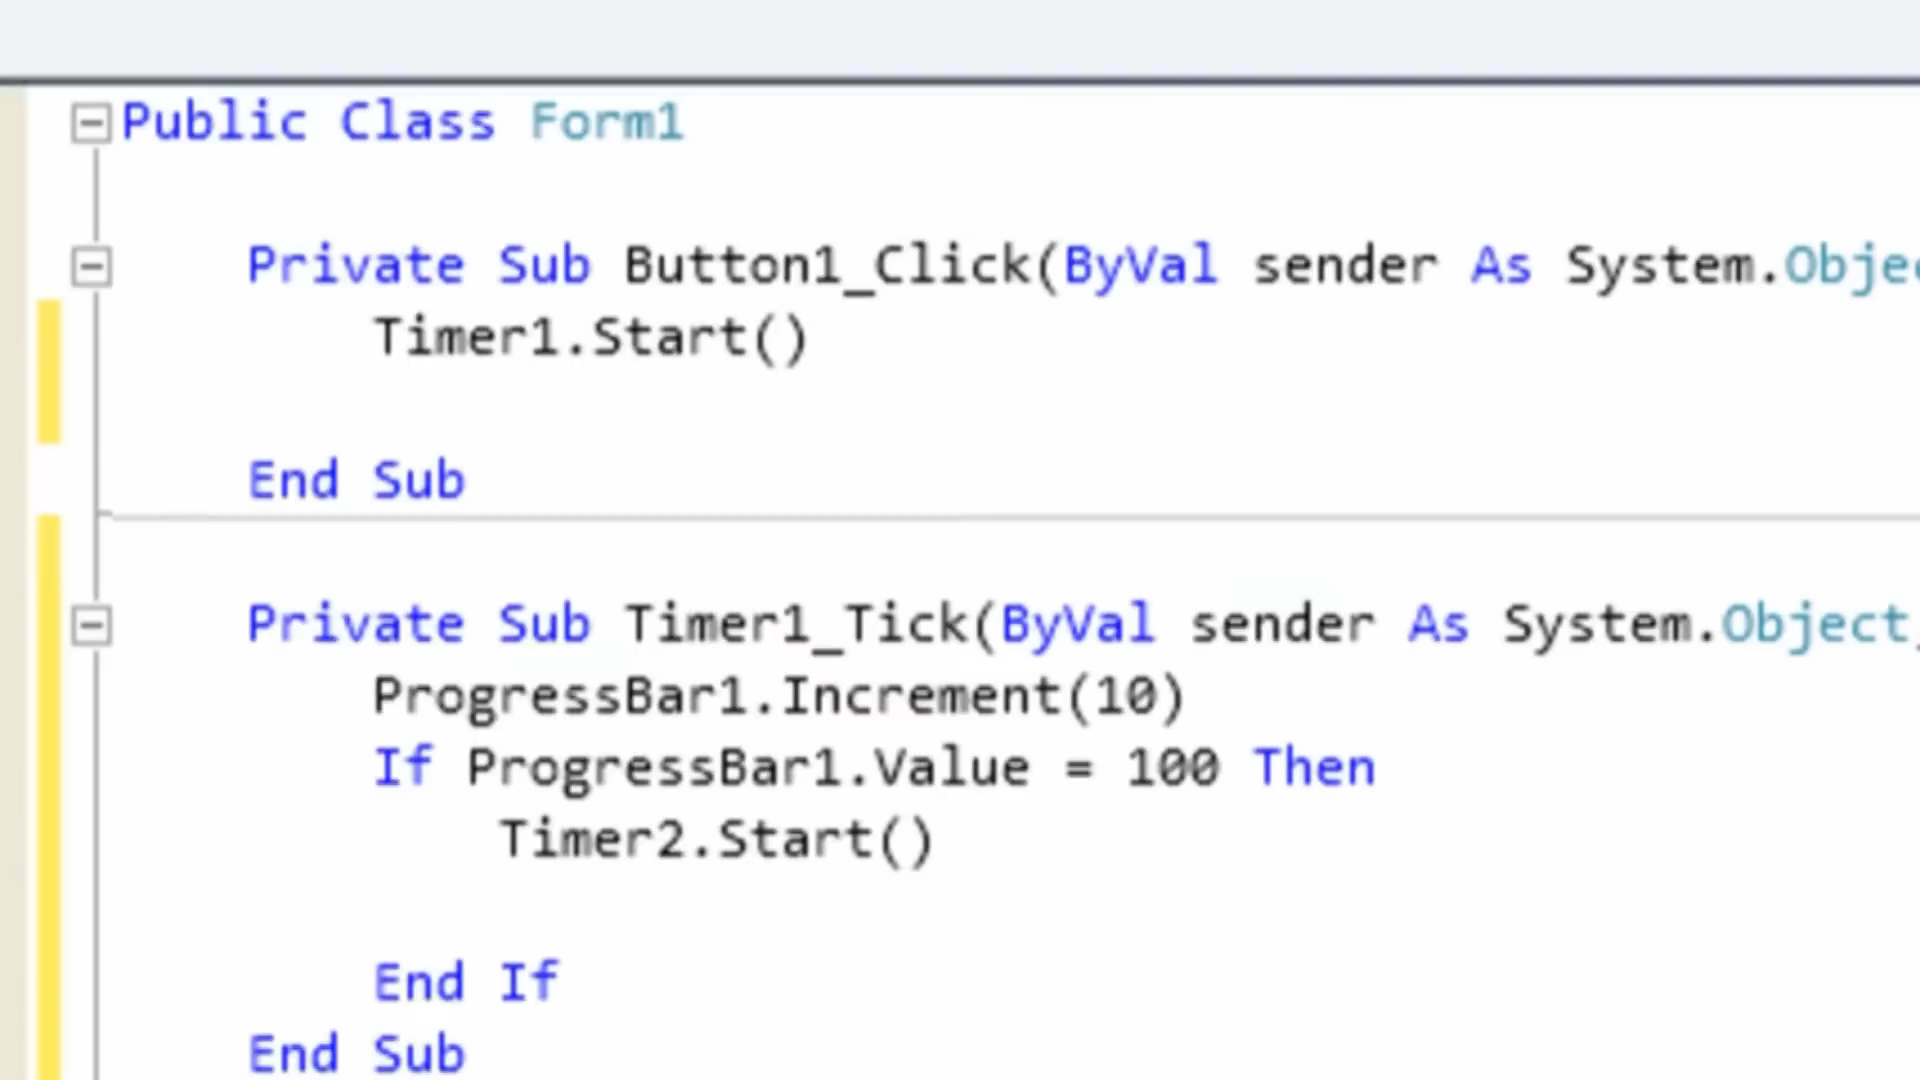 Public Class Form1
Private Sub Button1_Click(ByVal sender As System.
Timer1.Start()
End Sub
Private Sub Timer1_Tick(ByVal sender As System.Object,
ProgressBar1.Increment(10)
If ProgressBar1.Value = 100 Then
Timer2.Start()
End If
End Sub